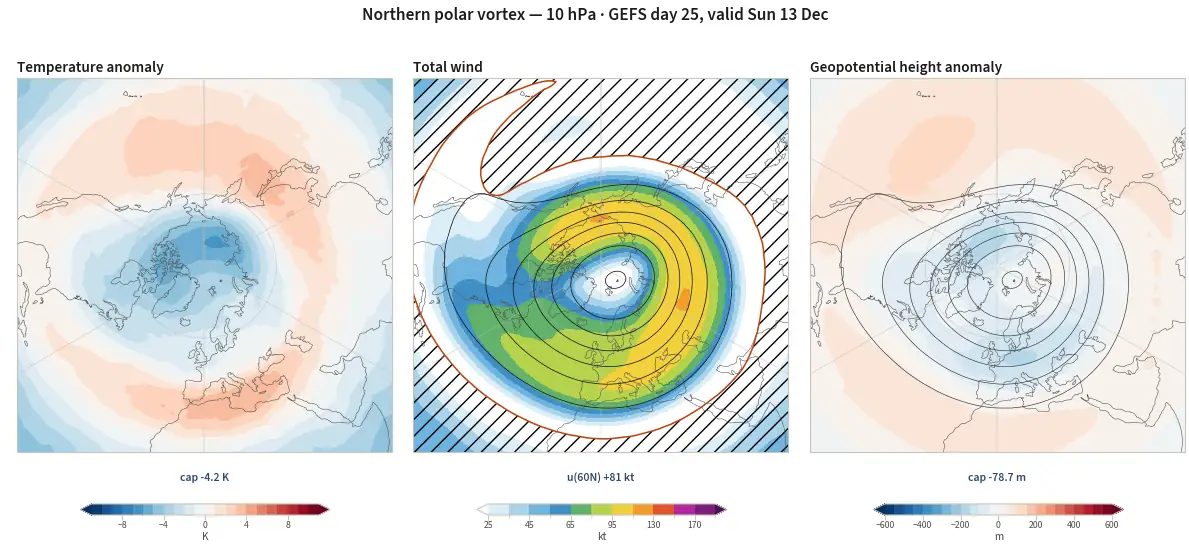 Northern polar vortex — 10 hPa · GEFS day 25, valid Sun 13 Dec
Temperature anomaly
Total wind
Geopotential height anomaly
cap -4.2 K
u(60N) +81 kt
cap -78.7 m
−8 −4 0 4 8
K
25 45 65 95 130 170
kt
−600 −400 −200 0 200 400 600
m